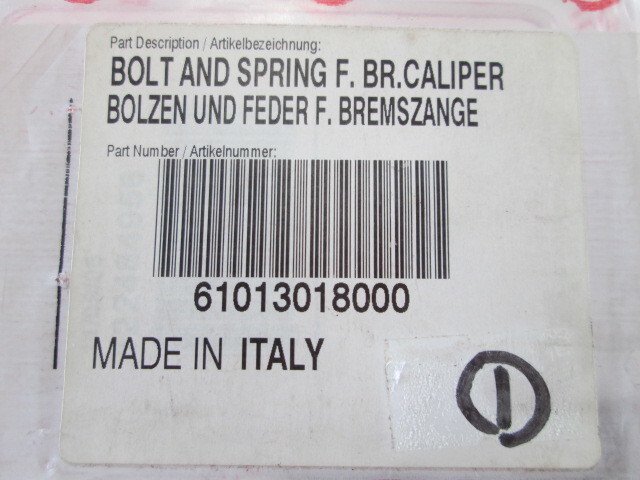 Part Description / Artikelbezeichnung:
BOLT AND SPRING F. BR.CALIPER
BOLZEN UND FEDER F. BREMSZANGE
Part Number / Artikelnummer:
61013018000
MADE IN ITALY
1